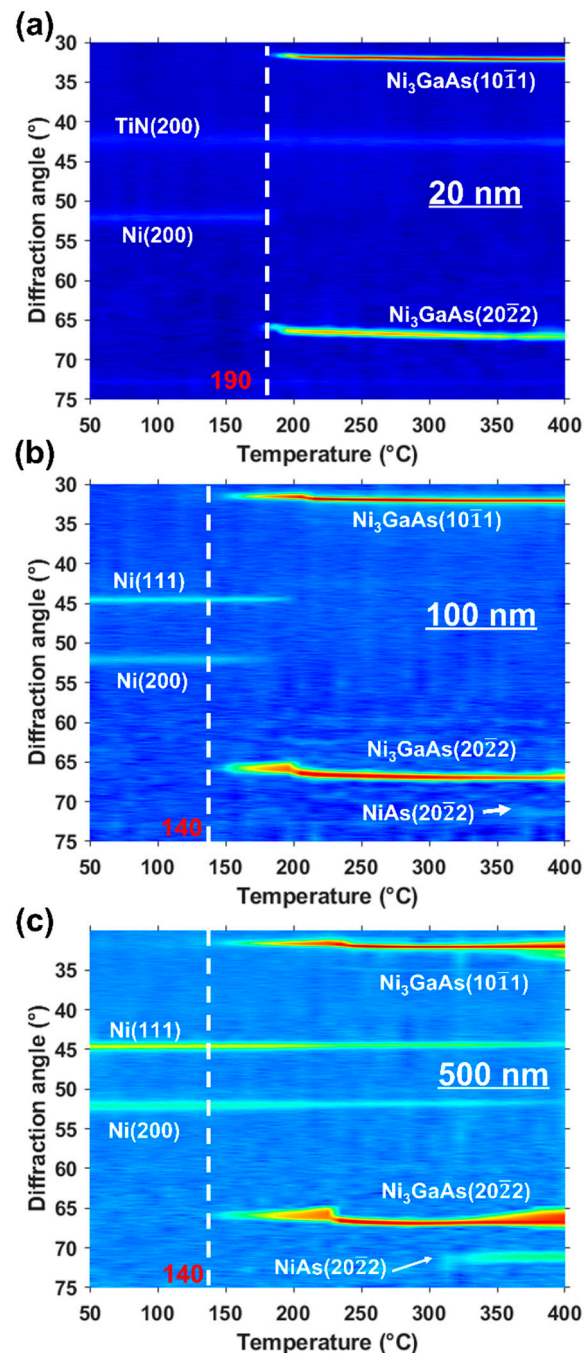 (a)
30
35
40
45
50
55
60
65
70
75
Diffraction angle (°)
Ni₃GaAs(101̅1)
TiN(200)
20 nm
Ni(200)
Ni₃GaAs(202̅2)
190
50 100 150 200 250 300 350 400
Temperature (°C)
(b)
30
35
40
45
50
55
60
65
70
75
Diffraction angle (°)
Ni₃GaAs(101̅1)
Ni(111)
100 nm
Ni(200)
Ni₃GaAs(202̅2)
NiAs(202̅2)
140
50 100 150 200 250 300 350 400
Temperature (°C)
(c)
35
40
45
50
55
60
65
70
75
Diffraction angle (°)
Ni₃GaAs(101̅1)
Ni(111)
500 nm
Ni(200)
Ni₃GaAs(202̅2)
NiAs(202̅2)
140
50 100 150 200 250 300 350 400
Temperature (°C)